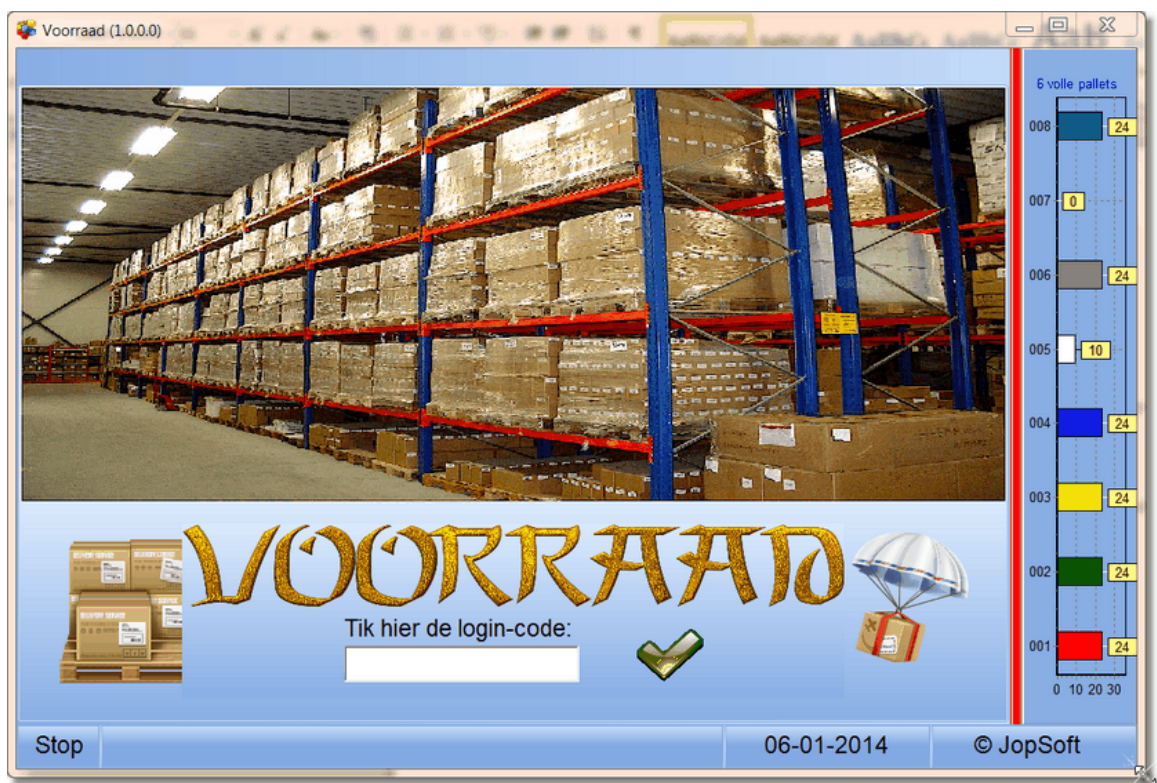 Voorraad (1.0.0.0)
6 volle pallets
008 24
007 0
006 24
005 10
004 24
003 24
002 24
001 24
0 10 20 30
VOORRAAD
Tik hier de login-code:
Stop
06-01-2014
© JopSoft